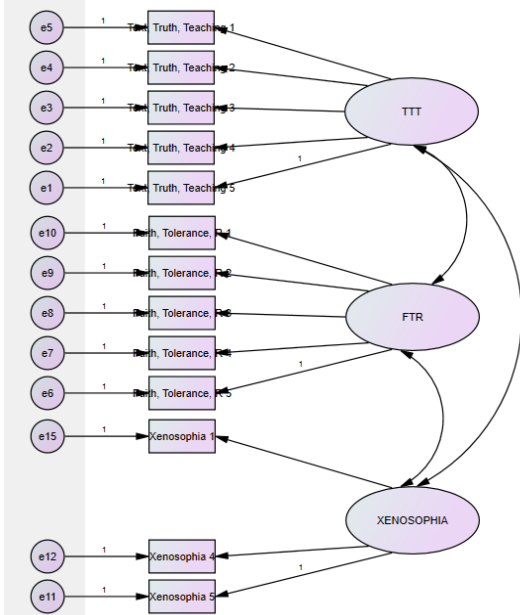 e5 1 Text, Truth, Teaching 1
e4 1 Text, Truth, Teaching 2
e3 1 Text, Truth, Teaching 3
TTT
e2 1 Text, Truth, Teaching 4
e1 1 Text, Truth, Teaching 5 1
e10 1 Faith, Tolerance, R 1
e9 1 Faith, Tolerance, R 2
e8 1 Faith, Tolerance, R 3
FTR
e7 1 Faith, Tolerance, R 4
e6 1 Faith, Tolerance, R 5 1
e15 1 Xenosophia 1
XENOSOPHIA
e12 1 Xenosophia 4
e11 1 Xenosophia 5 1